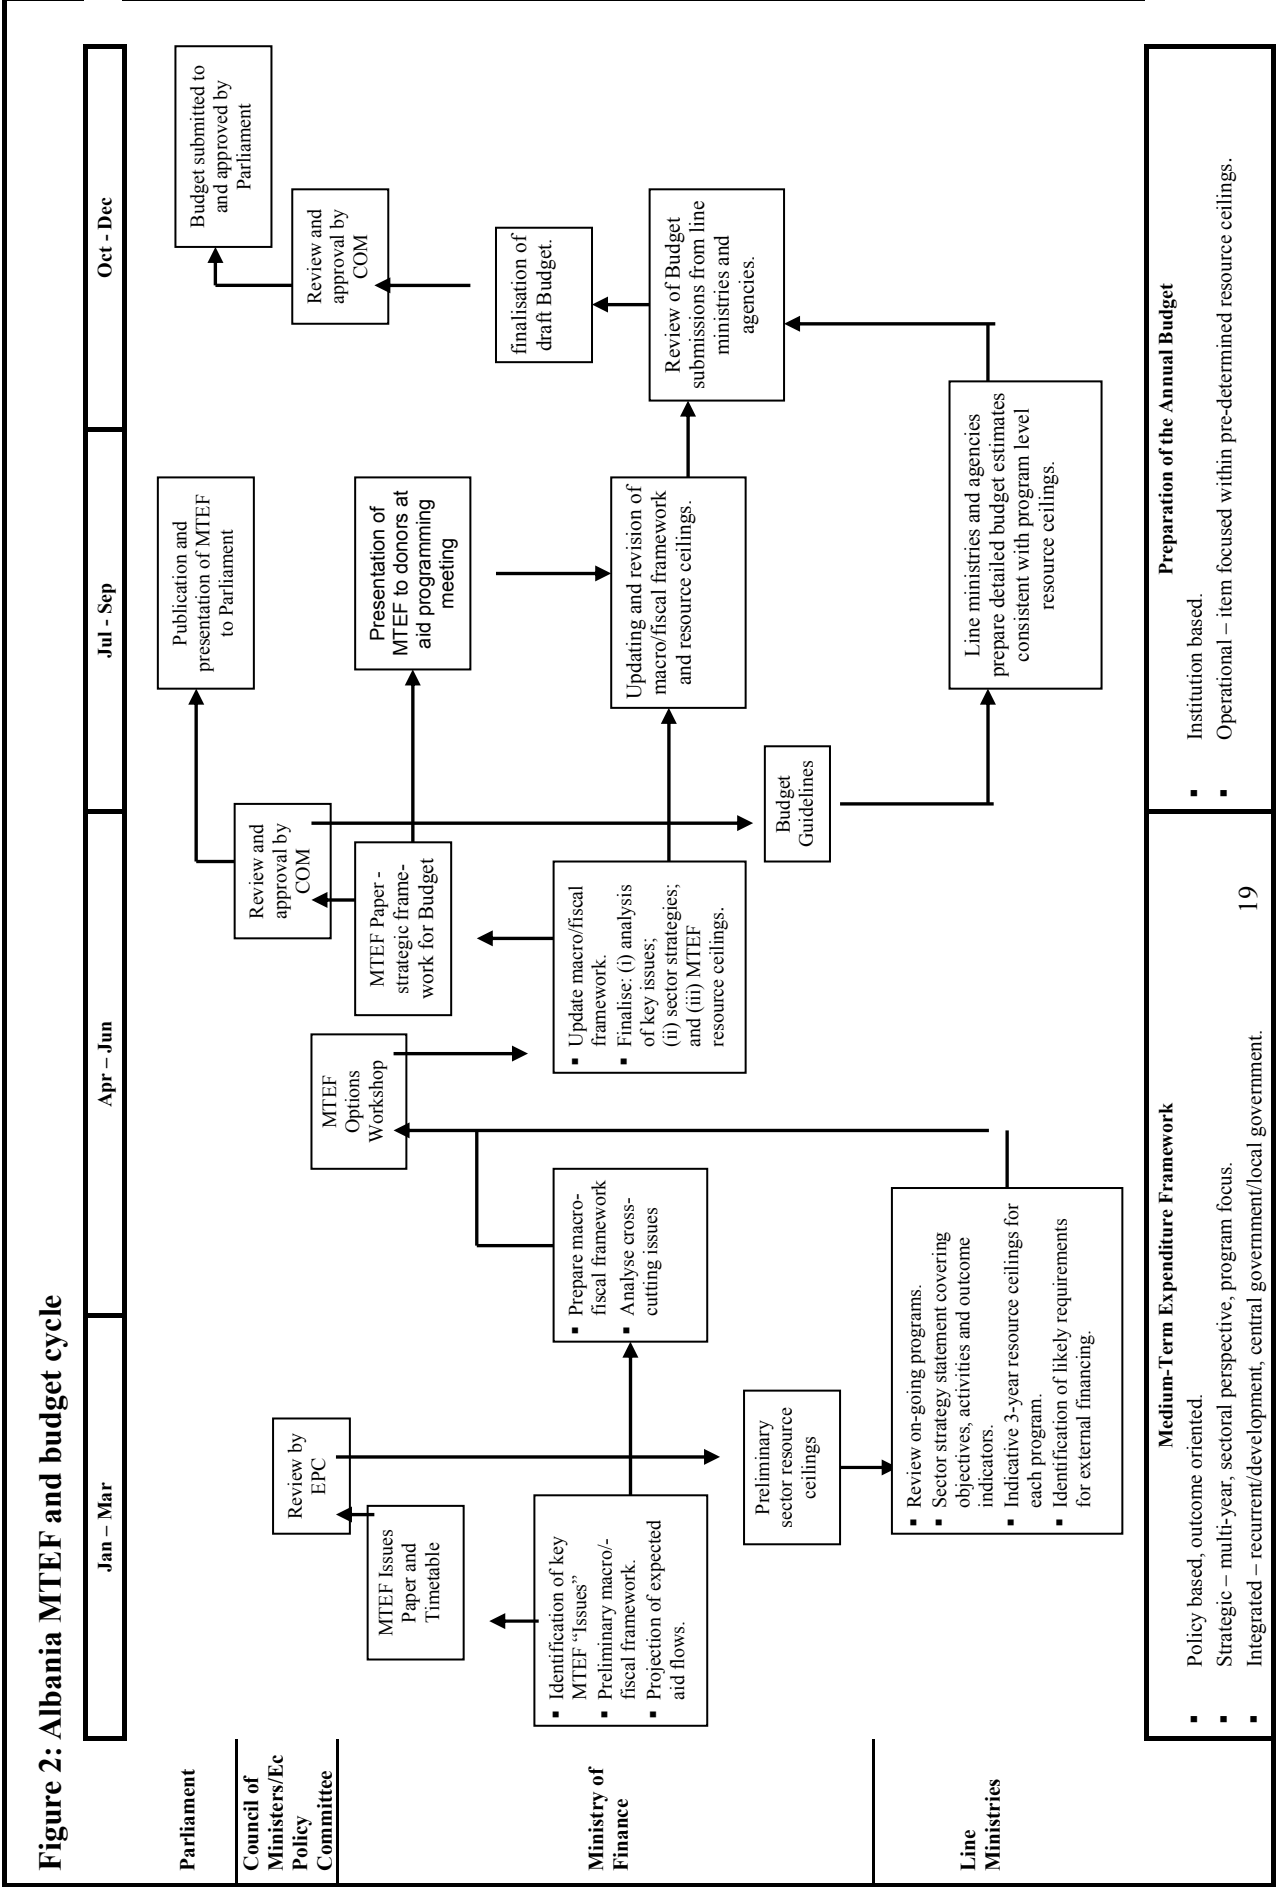 Figure 2: Albania MTEF and budget cycle
Jan – Mar
Apr – Jun
Jul - Sep
Oct - Dec
Parliament
Publication and
presentation of MTEF
to Parliament
Budget submitted to
and approved by
Parliament
Council of
Ministers/Ec
Policy
Committee
Review by
EPC
MTEF
Options
Workshop
Review and
approval by
COM
Review and
approval by
COM
Ministry of
Finance
MTEF Issues
Paper and
Timetable
MTEF Paper -
strategic frame-
work for Budget
Presentation of
MTEF to donors at
aid programming
meeting
finalisation of
draft Budget.
▪ Identification of key
MTEF “Issues”
▪ Preliminary macro/-
fiscal framework.
▪ Projection of expected
aid flows.
▪ Prepare macro-
fiscal framework
▪ Analyse cross-
cutting issues
▪ Update macro/fiscal
framework.
▪ Finalise: (i) analysis
of key issues;
(ii) sector strategies;
and (iii) MTEF
resource ceilings.
Updating and revision of
macro/fiscal framework
and resource ceilings.
Review of Budget
submissions from line
ministries and
agencies.
Preliminary
sector resource
ceilings
Budget
Guidelines
Line
Ministries
▪ Review on-going programs.
▪ Sector strategy statement covering
objectives, activities and outcome
indicators.
▪ Indicative 3-year resource ceilings for
each program.
▪ Identification of likely requirements
for external financing.
Line ministries and agencies
prepare detailed budget estimates
consistent with program level
resource ceilings.
Medium-Term Expenditure Framework
▪ Policy based, outcome oriented.
▪ Strategic – multi-year, sectoral perspective, program focus.
▪ Integrated – recurrent/development, central government/local government.
Preparation of the Annual Budget
▪ Institution based.
▪ Operational – item focused within pre-determined resource ceilings.
19